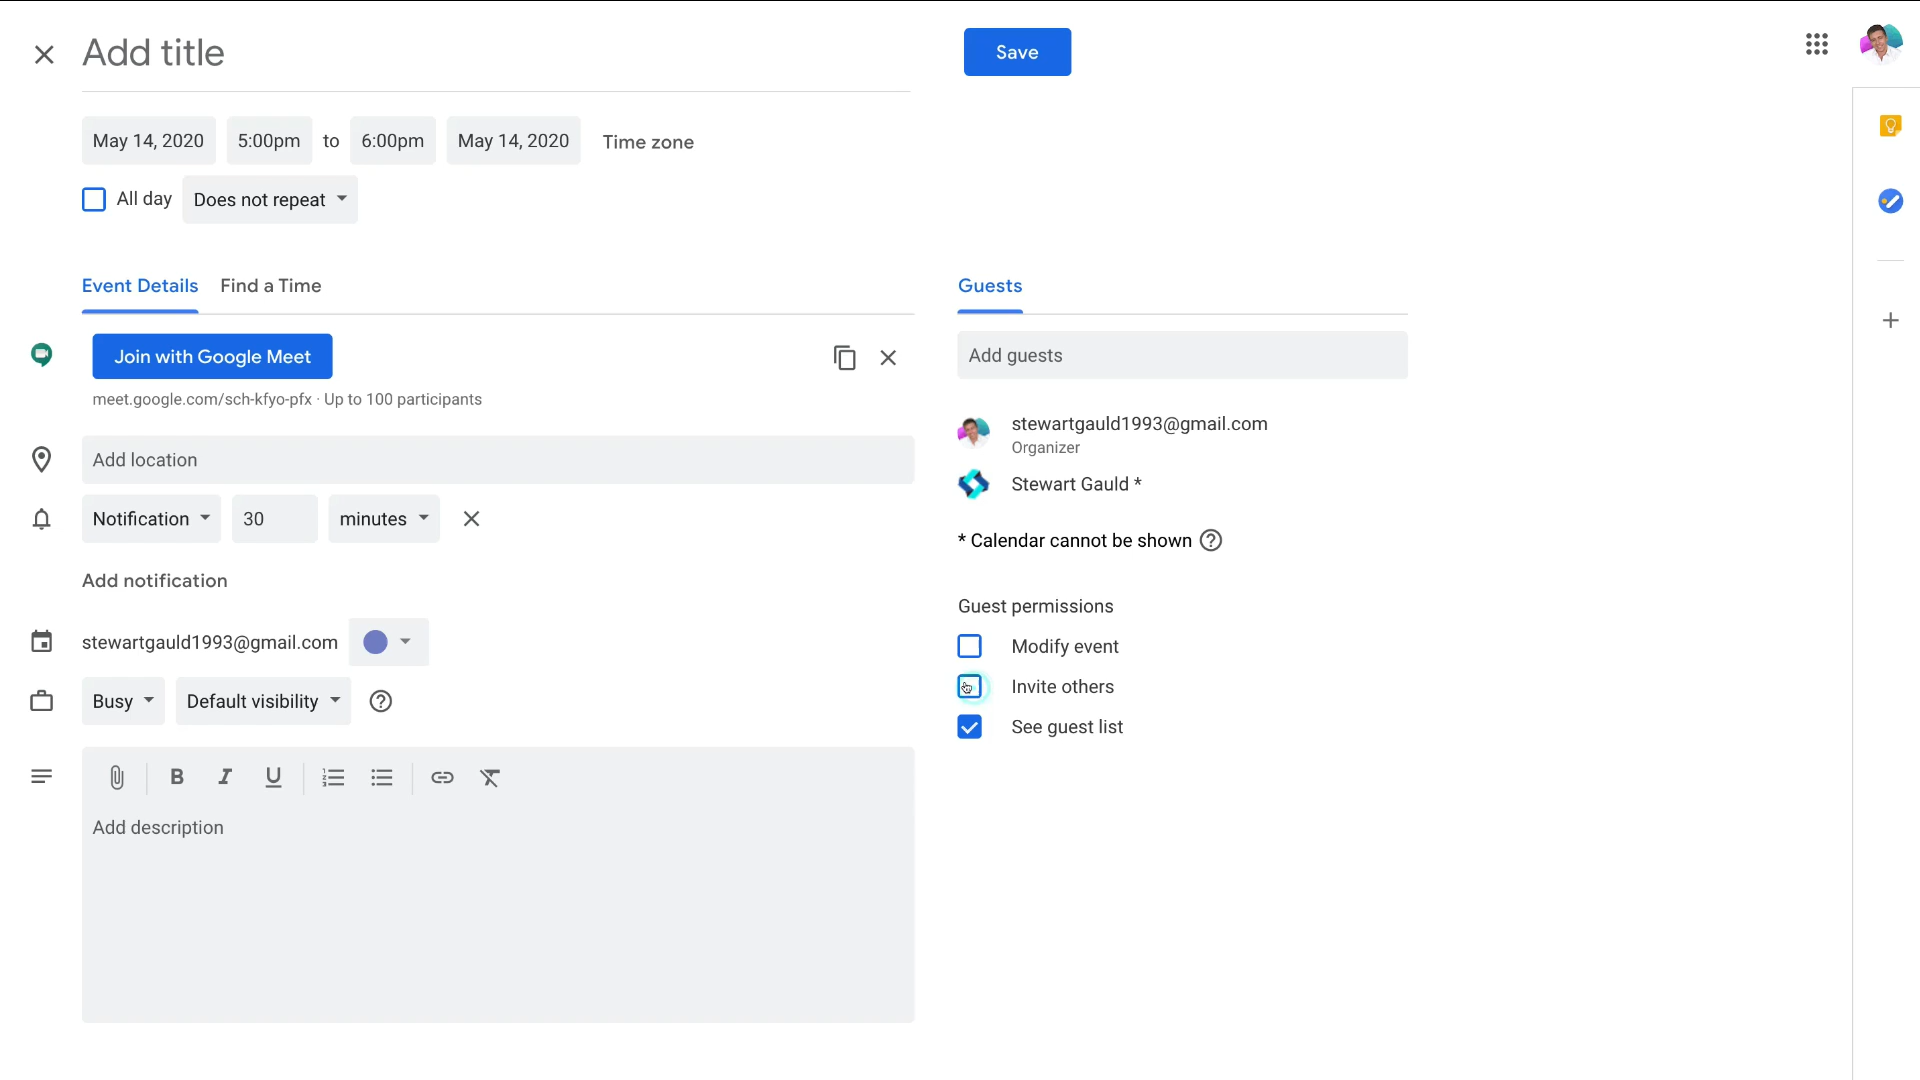 Add title
Save
May 14, 2020 5:00pm to 6:00pm May 14, 2020 Time zone
All day Does not repeat
Event Details Find a Time
Guests
Join with Google Meet
meet.google.com/sch-kfyo-pfx · Up to 100 participants
Add guests
stewartgauld1993@gmail.com
Organizer
Stewart Gauld *
* Calendar cannot be shown
Add location
Notification 30 minutes
Add notification
stewartgauld1993@gmail.com
Busy Default visibility
Guest permissions
Modify event
Invite others
See guest list
B I U
Add description